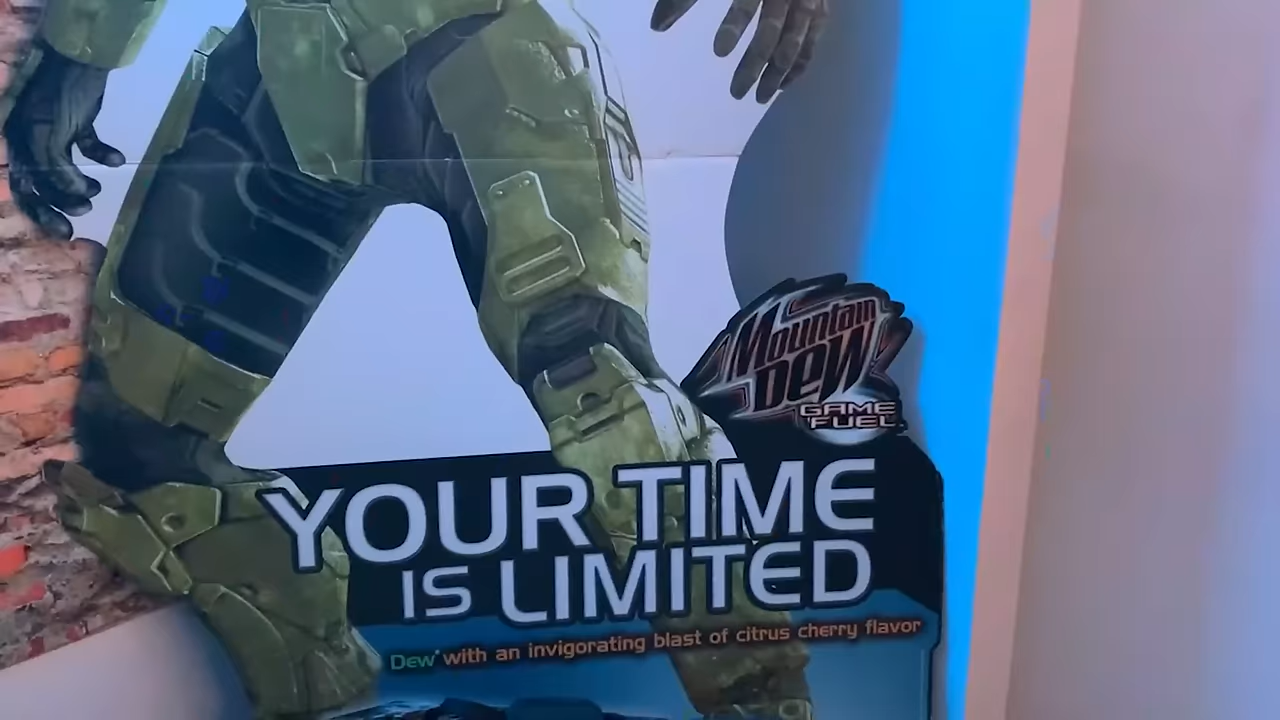 Mountain
Dew
GAME
FUEL
YOUR TIME
IS LIMITED
Dew* with an invigorating blast of citrus cherry flavor